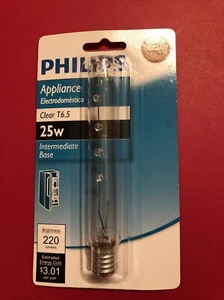 PHILIPS
Appliance
Electrodoméstico
Clear T6.5
25w
Intermediate
Base
Brightness
220
lumens
Estimated
Energy Cost
$3.01
per year